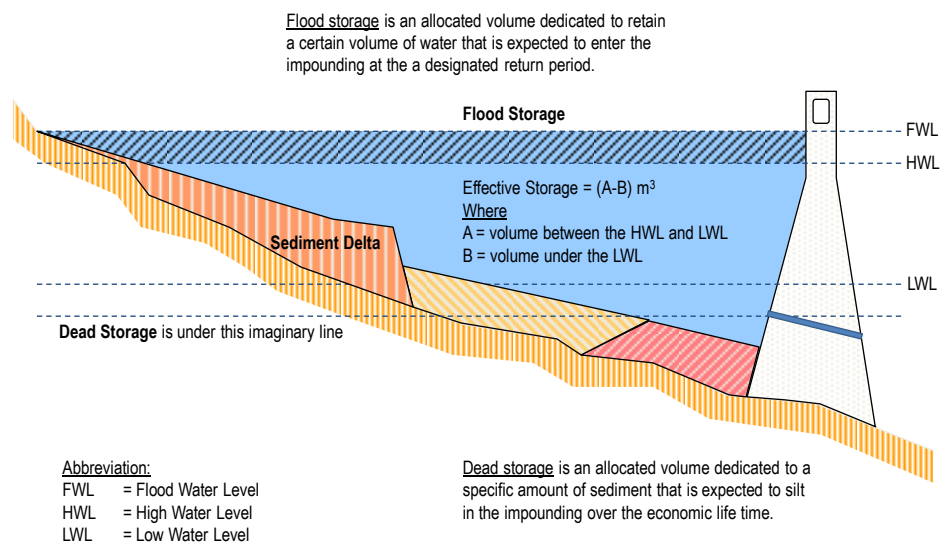 Flood storage is an allocated volume dedicated to retain
a certain volume of water that is expected to enter the
impounding at the a designated return period.
Flood Storage
FWL
HWL
Effective Storage = (A-B) m³
Where
A = volume between the HWL and LWL
B = volume under the LWL
Sediment Delta
LWL
Dead Storage is under this imaginary line
Abbreviation:
FWL = Flood Water Level
HWL = High Water Level
LWL = Low Water Level
Dead storage is an allocated volume dedicated to a
specific amount of sediment that is expected to silt
in the impounding over the economic life time.